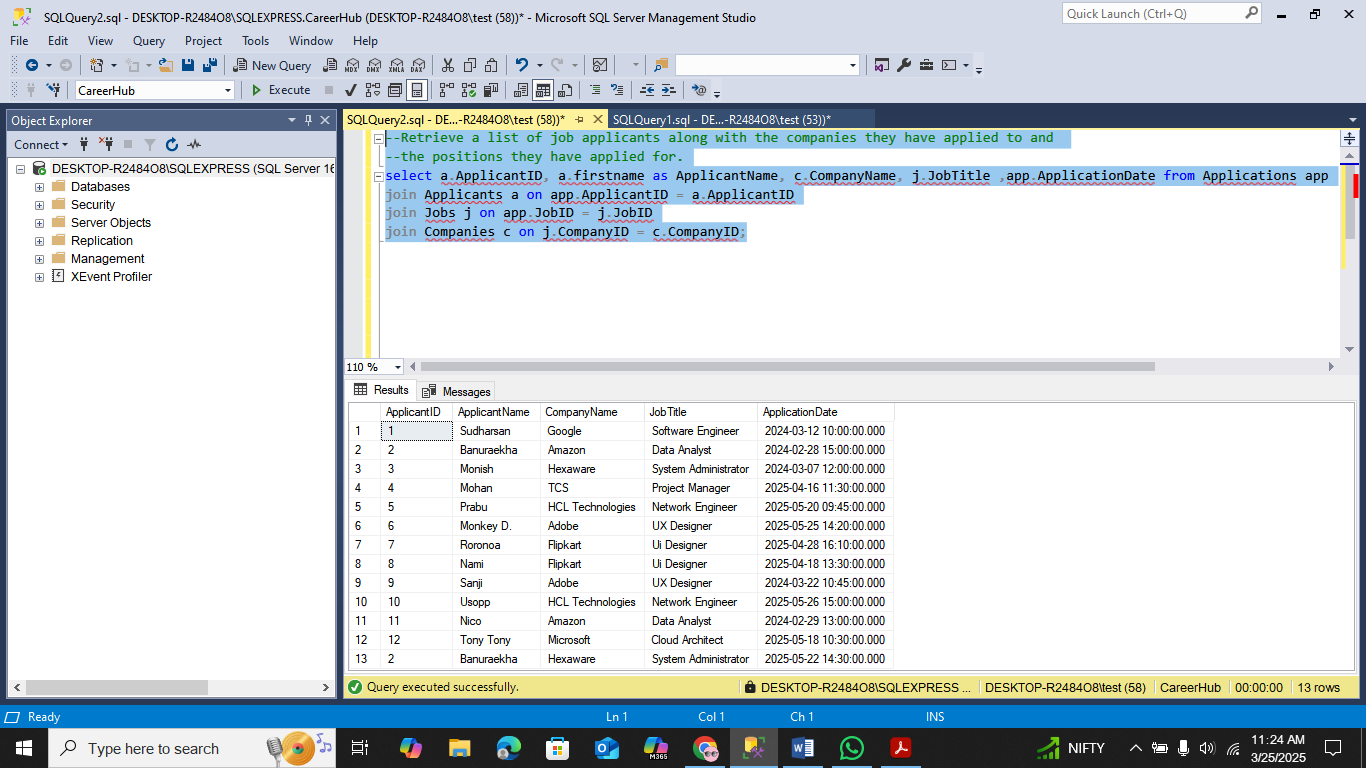 SQLQuery2.sql - DESKTOP-R2484O8\SQLEXPRESS.CareerHub (DESKTOP-R2484O8\test (58))* - Microsoft SQL Server Management Studio
Quick Launch (Ctrl+Q)
File Edit View Query Project Tools Window Help
New Query MDX DMX XMLA DAX
CareerHub Execute
Object Explorer
Connect
DESKTOP-R2484O8\SQLEXPRESS (SQL Server 16
Databases
Security
Server Objects
Replication
Management
XEvent Profiler
SQLQuery2.sql - DE...-R2484O8\test (58))* SQLQuery1.sql - DE...-R2484O8\test (53))*
--Retrieve a list of job applicants along with the companies they have applied to and
--the positions they have applied for.
select a.ApplicantID, a.firstname as ApplicantName, c.CompanyName, j.JobTitle ,app.ApplicationDate from Applications app
join Applicants a on app.ApplicantID = a.ApplicantID
join Jobs j on app.JobID = j.JobID
join Companies c on j.CompanyID = c.CompanyID;
110 %
Results Messages
ApplicantID ApplicantName CompanyName JobTitle ApplicationDate
1 1 Sudharsan Google Software Engineer 2024-03-12 10:00:00.000
2 2 Banuraekha Amazon Data Analyst 2024-02-28 15:00:00.000
3 3 Monish Hexaware System Administrator 2024-03-07 12:00:00.000
4 4 Mohan TCS Project Manager 2025-04-16 11:30:00.000
5 5 Prabu HCL Technologies Network Engineer 2025-05-20 09:45:00.000
6 6 Monkey D. Adobe UX Designer 2025-05-25 14:20:00.000
7 7 Roronoa Flipkart Ui Designer 2025-04-28 16:10:00.000
8 8 Nami Flipkart Ui Designer 2025-04-18 13:30:00.000
9 9 Sanji Adobe UX Designer 2024-03-22 10:45:00.000
10 10 Usopp HCL Technologies Network Engineer 2025-05-26 15:00:00.000
11 11 Nico Amazon Data Analyst 2024-02-29 13:00:00.000
12 12 Tony Tony Microsoft Cloud Architect 2025-05-18 10:30:00.000
13 2 Banuraekha Hexaware System Administrator 2025-05-22 14:30:00.000
Query executed successfully. DESKTOP-R2484O8\SQLEXPRESS ... DESKTOP-R2484O8\test (58) CareerHub 00:00:00 13 rows
Ready Ln 1 Col 1 Ch 1 INS
Type here to search M365 NIFTY 11:24 AM
3/25/2025